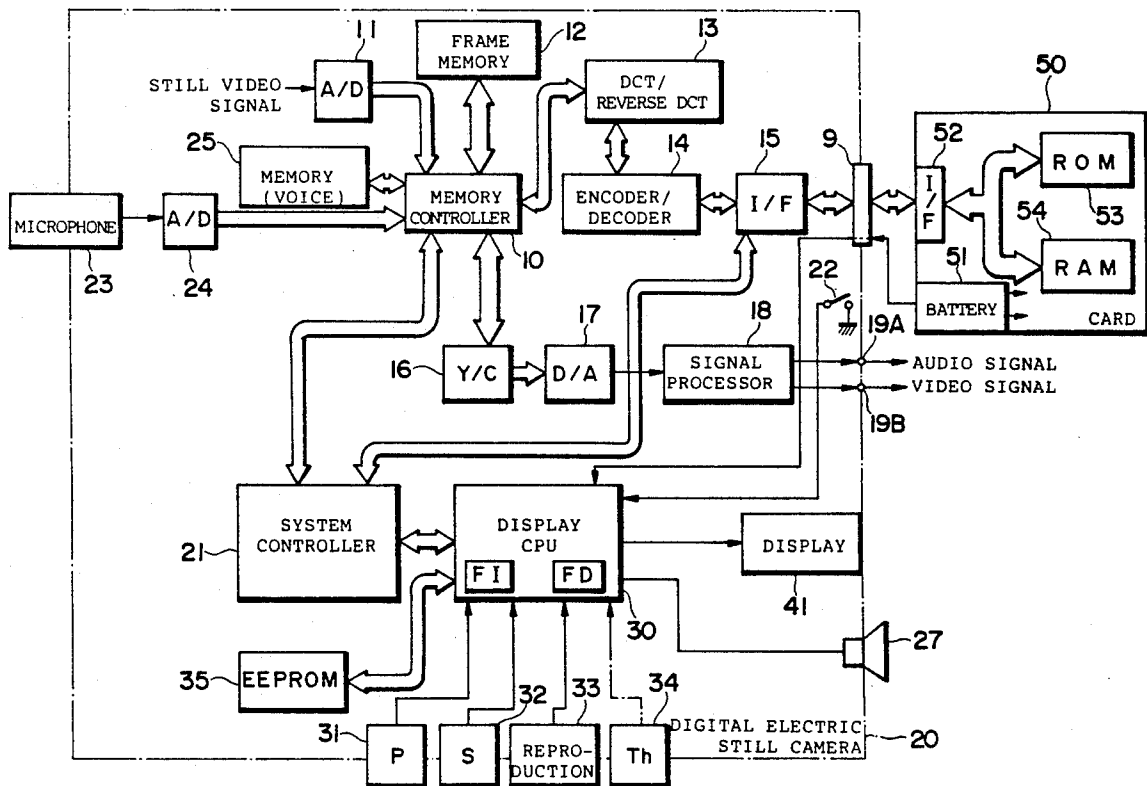 11
12
13
FRAME
MEMORY
STILL VIDEO
SIGNAL
A/D
DCT/
REVERSE DCT
50
25
MEMORY
(VOICE)
14
15
9
52
ROM
53
MICROPHONE
A/D
MEMORY
CONTROLLER
ENCODER/
DECODER
I/F
I/F
54
RAM
23
24
10
22
51
BATTERY
CARD
17
18
19A
16
Y/C
D/A
SIGNAL
PROCESSOR
AUDIO SIGNAL
VIDEO SIGNAL
19B
SYSTEM
CONTROLLER
21
DISPLAY
CPU
FI
FD
30
DISPLAY
41
27
35
EEPROM
31
32
33
34
P
S
REPRO-
DUCTION
Th
DIGITAL ELECTRIC
STILL CAMERA
20